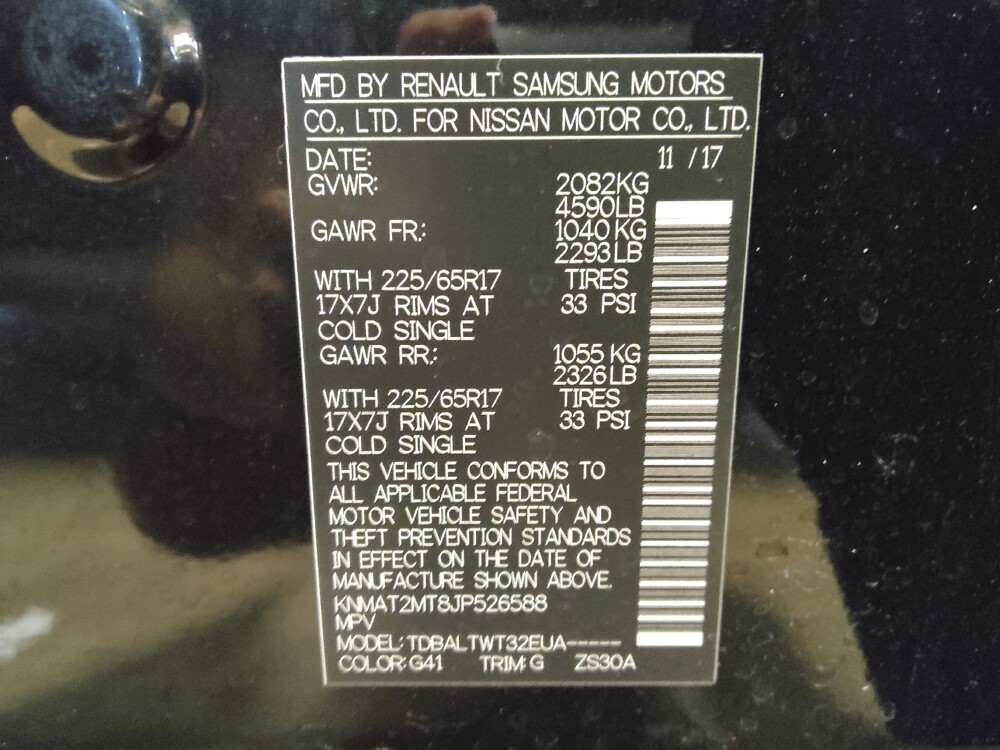 MFD BY RENAULT SAMSUNG MOTORS
CO., LTD. FOR NISSAN MOTOR CO., LTD.
DATE: 11 / 17
GVWR: 2082KG
4590LB
GAWR FR.: 1040 KG
2293 LB
WITH 225/65R17 TIRES
17X7J RIMS AT 33 PSI
COLD SINGLE
GAWR RR.: 1055 KG
2326 LB
WITH 225/65R17 TIRES
17X7J RIMS AT 33 PSI
COLD SINGLE
THIS VEHICLE CONFORMS TO
ALL APPLICABLE FEDERAL
MOTOR VEHICLE SAFETY AND
THEFT PREVENTION STANDARDS
IN EFFECT ON THE DATE OF
MANUFACTURE SHOWN ABOVE.
KNMAT2MT8JP526588
MPV
MODEL: TDBALTWT32EUA-----
COLOR: G41 TRIM: G ZS30A